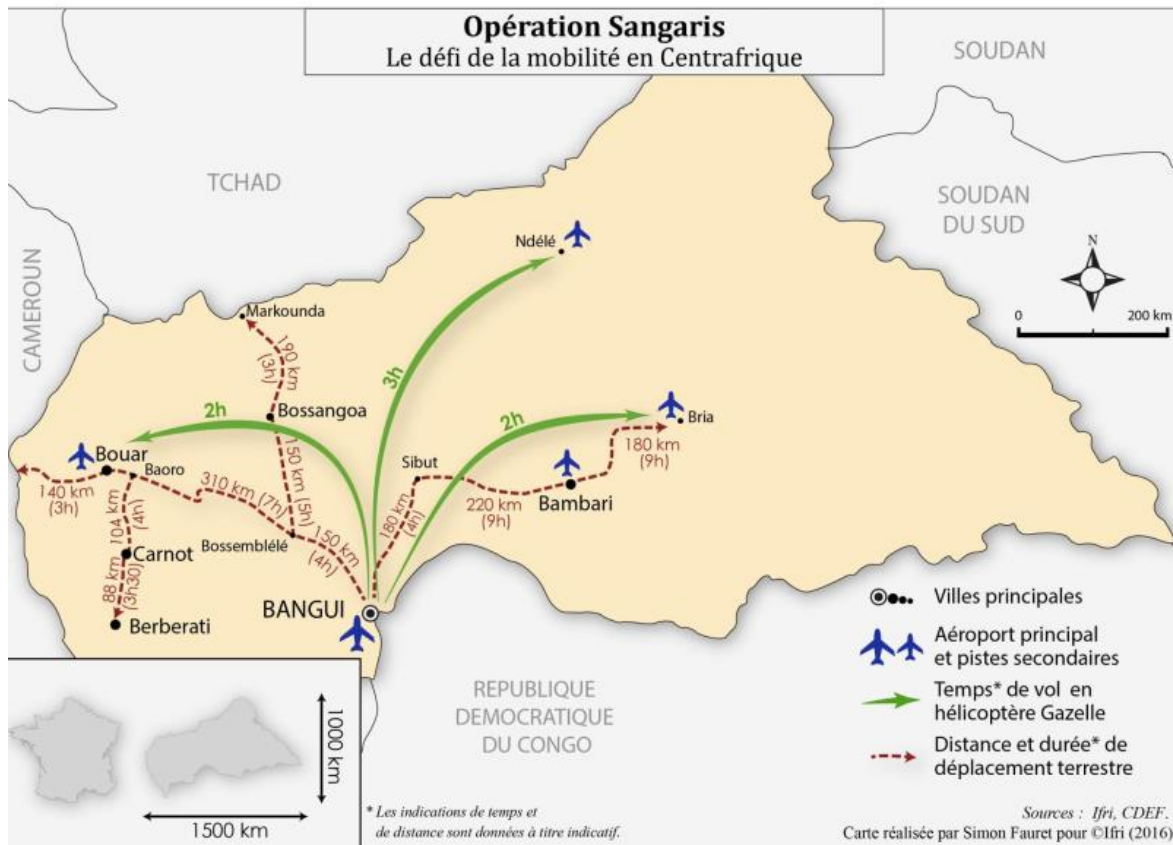 Opération Sangaris
Le défi de la mobilité en Centrafrique
SOUDAN
TCHAD
SOUDAN
DU SUD
CAMEROUN
Ndélé
N
0
200 km
Markounda
190 km
(3h)
3h
2h
Bossangoa
2h
Bria
180 km
(9h)
Bouar
Baoro
Sibut
140 km
(3h)
310 km (7h)
150 km (5h)
220 km
(9h)
Bambari
104 km
(4h)
180 km
(4h)
Bossemblélé
150 km
(4h)
Carnot
88 km
(3h30)
BANGUI
Berberati
Villes principales
Aéroport principal
et pistes secondaires
REPUBLIQUE
DEMOCRATIQUE
DU CONGO
Temps* de vol en
hélicoptère Gazelle
Distance et durée* de
déplacement terrestre
1000 km
1500 km
* Les indications de temps et
de distance sont données à titre indicatif.
Sources : Ifri, CDEF.
Carte réalisée par Simon Fauret pour ©Ifri (2016)